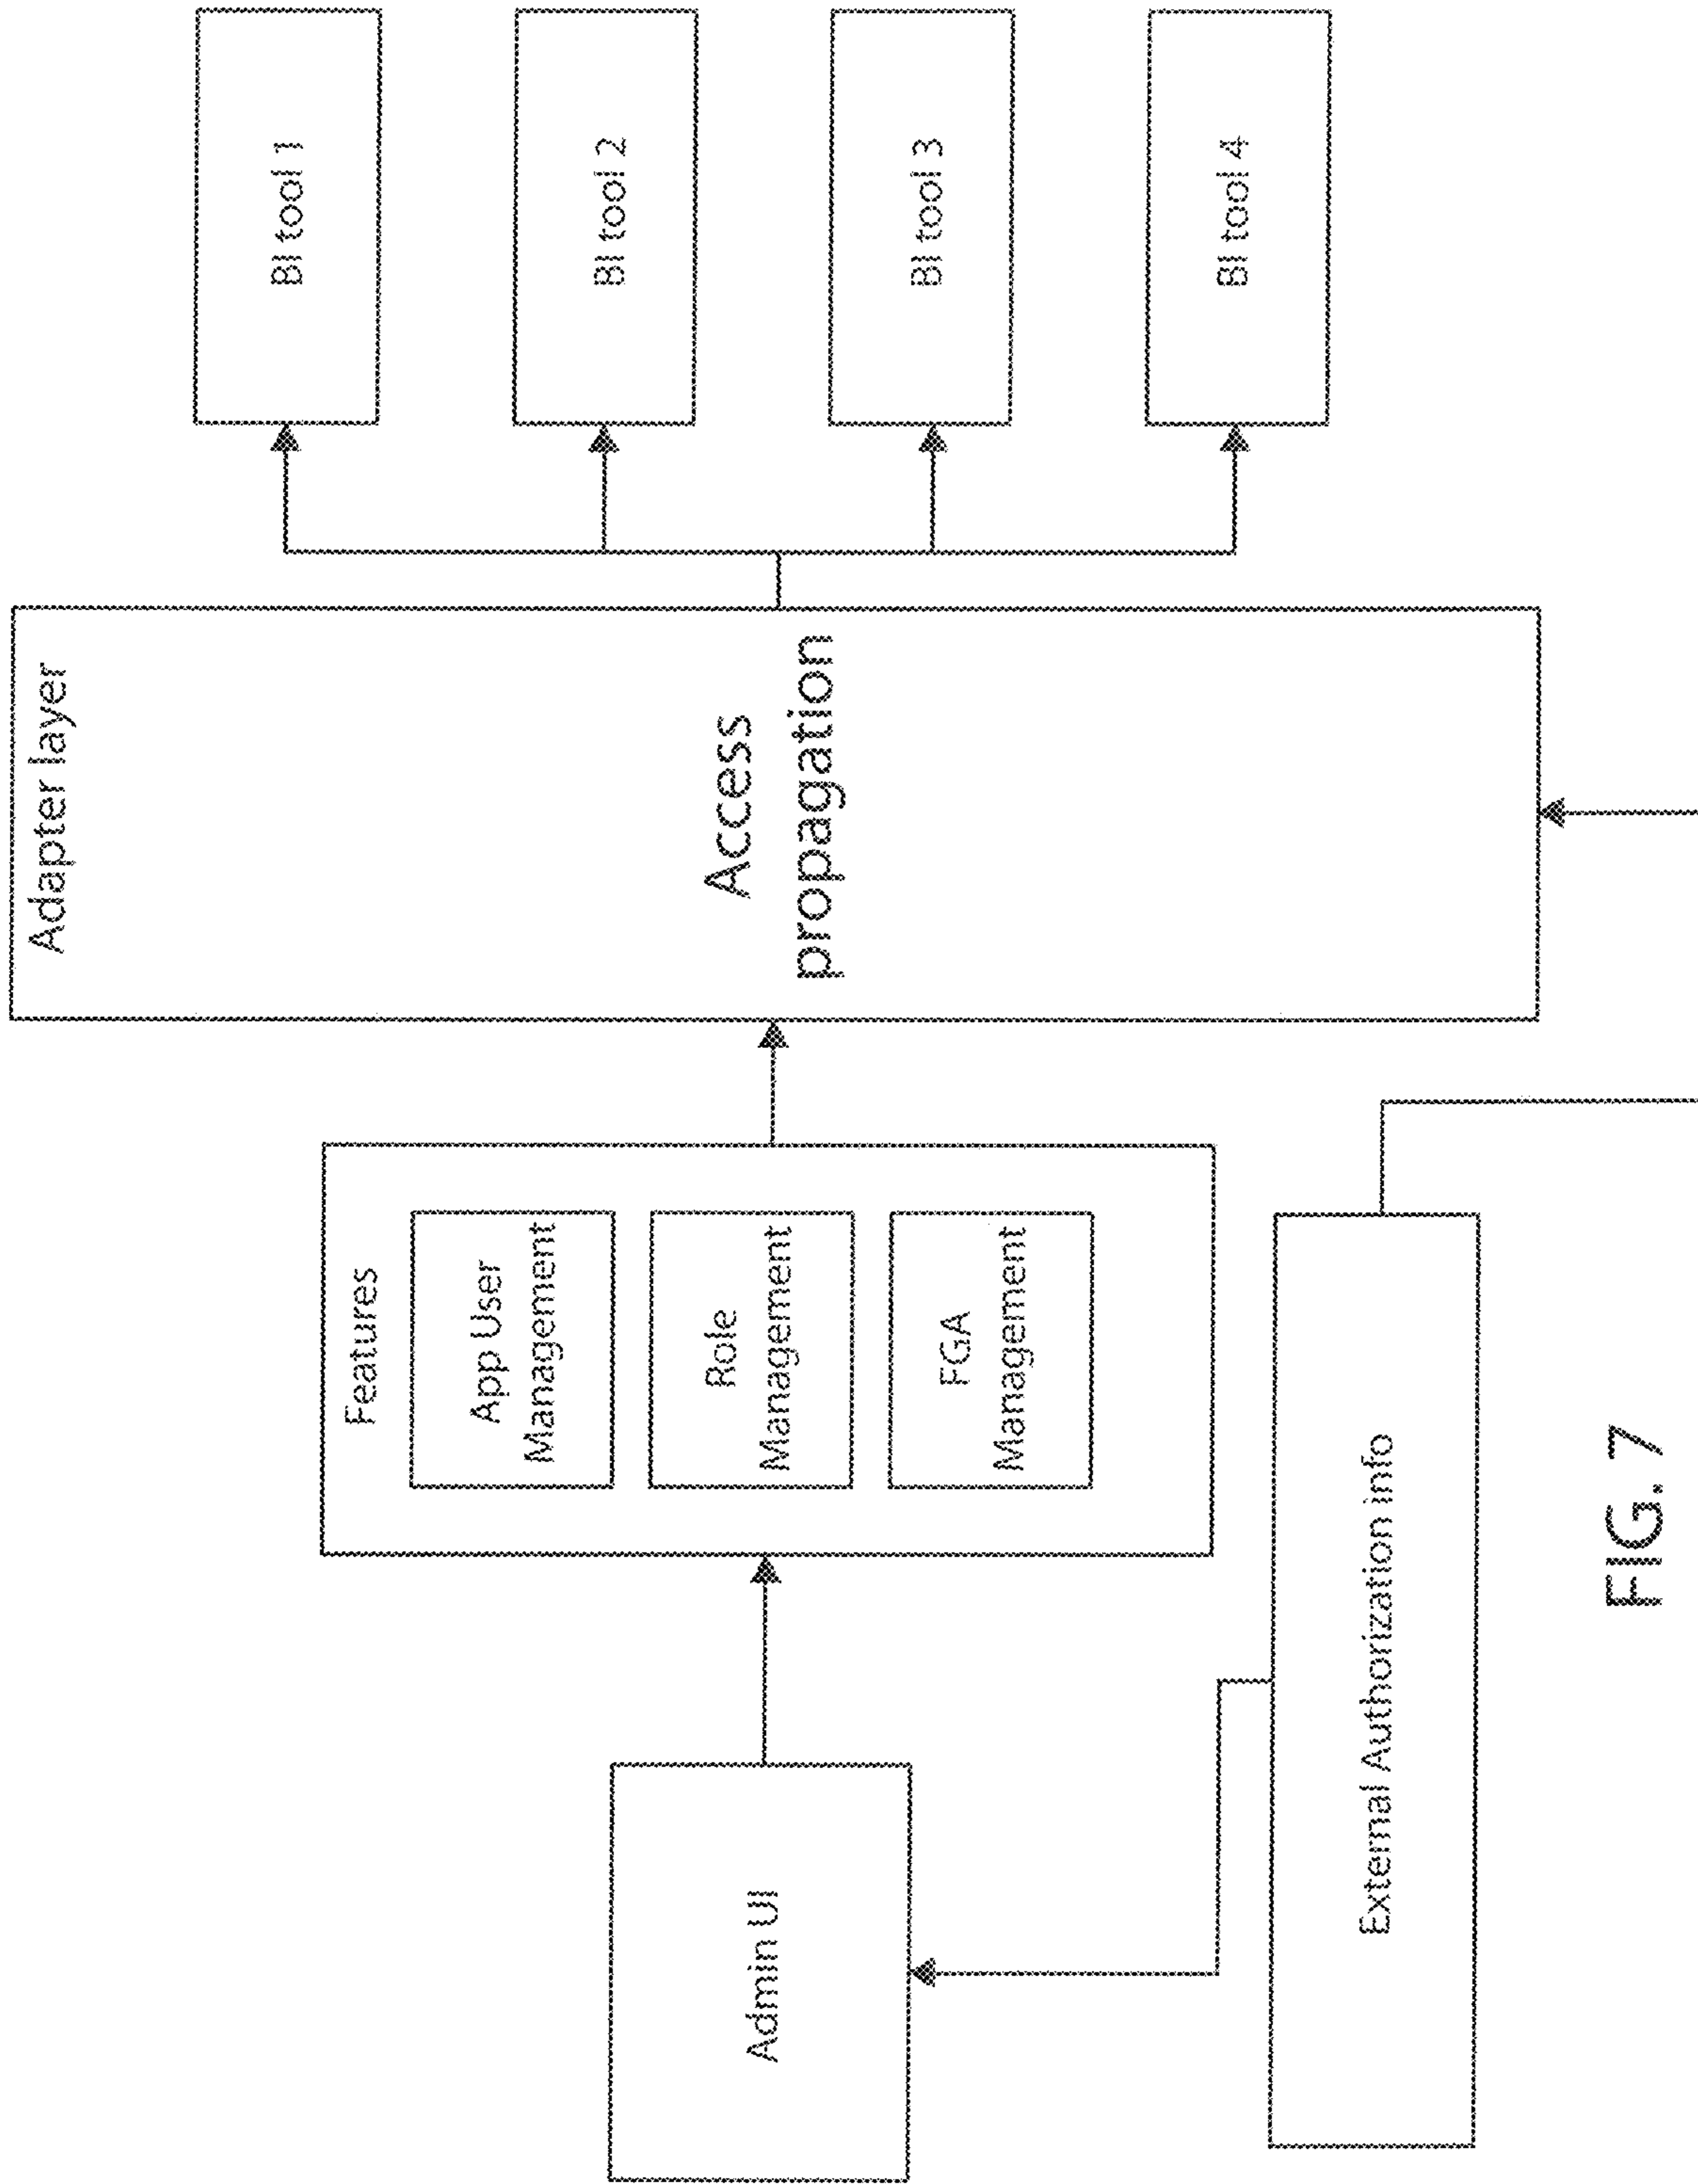 Adapter layer
Access
propagation
BI tool 1
BI tool 2
BI tool 3
BI tool 4
Features
App User
Management
Role
Management
FGA
Management
Admin UI
External Authorization info
FIG. 7